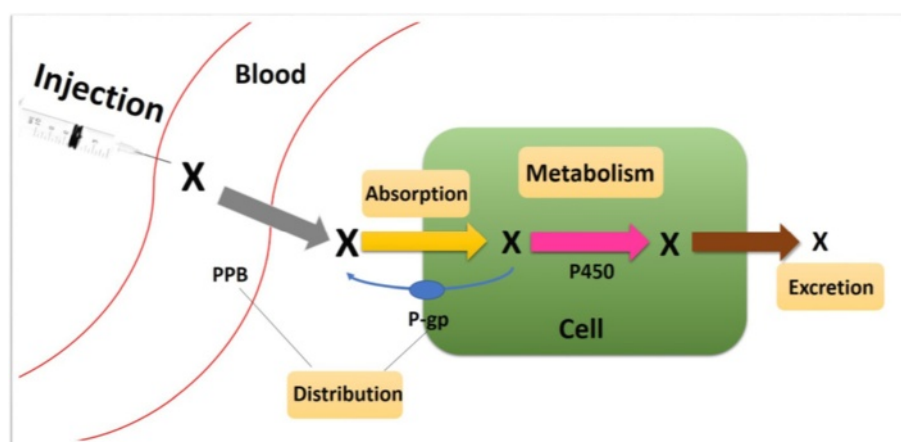 Injection
Blood
X
Absorption
Metabolism
X
X
X
X
PPB
P450
Excretion
P-gp
Cell
Distribution